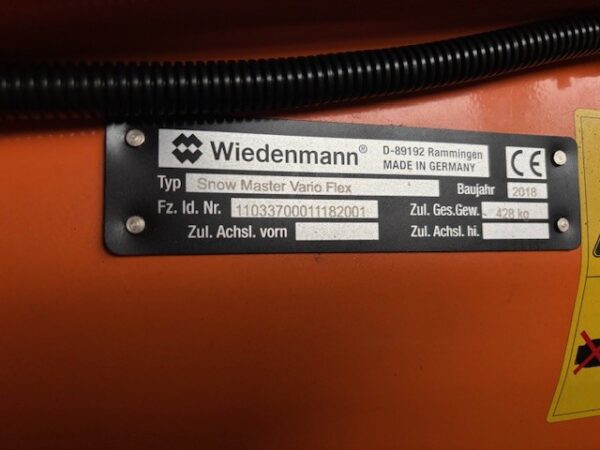 Wiedenmann® D-89192 Rammingen
MADE IN GERMANY
CE
Typ Snow Master Vario Flex Baujahr 2018
Fz. Id. Nr. 11033700011182001 Zul. Ges.Gew. 428 kg
Zul. Achsl. vorn Zul. Achsl. hi.